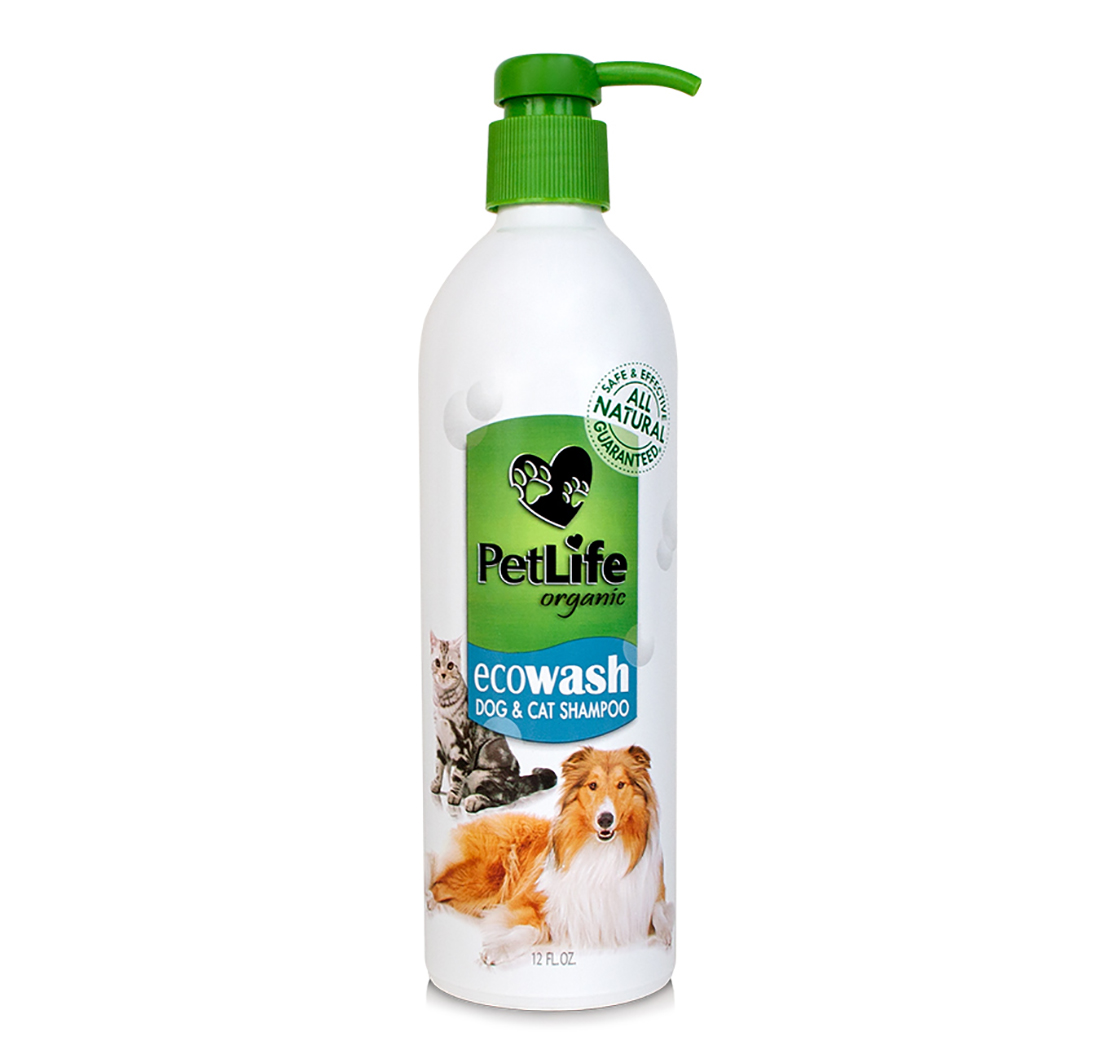 SAFE & EFFECTIVE
ALL
NATURAL
GUARANTEED
PetLife
organic
ecowash
DOG & CAT SHAMPOO
12 FL.OZ.